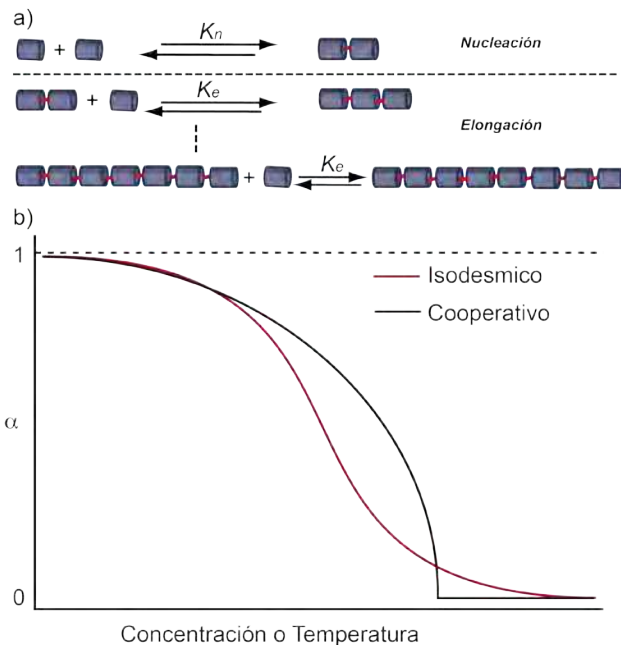 a)
+ Kn Nucleación
+ Ke
Elongación
+ Ke
b)
1
Isodesmico
Cooperativo
α
0
Concentración o Temperatura